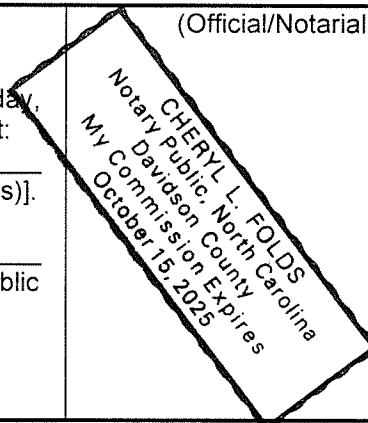 (Official/Notarial
day,
t:
s)].
blic
CHERYL L. FOLDS
Notary Public, North Carolina
Davidson County
My Commission Expires
October 15, 2025